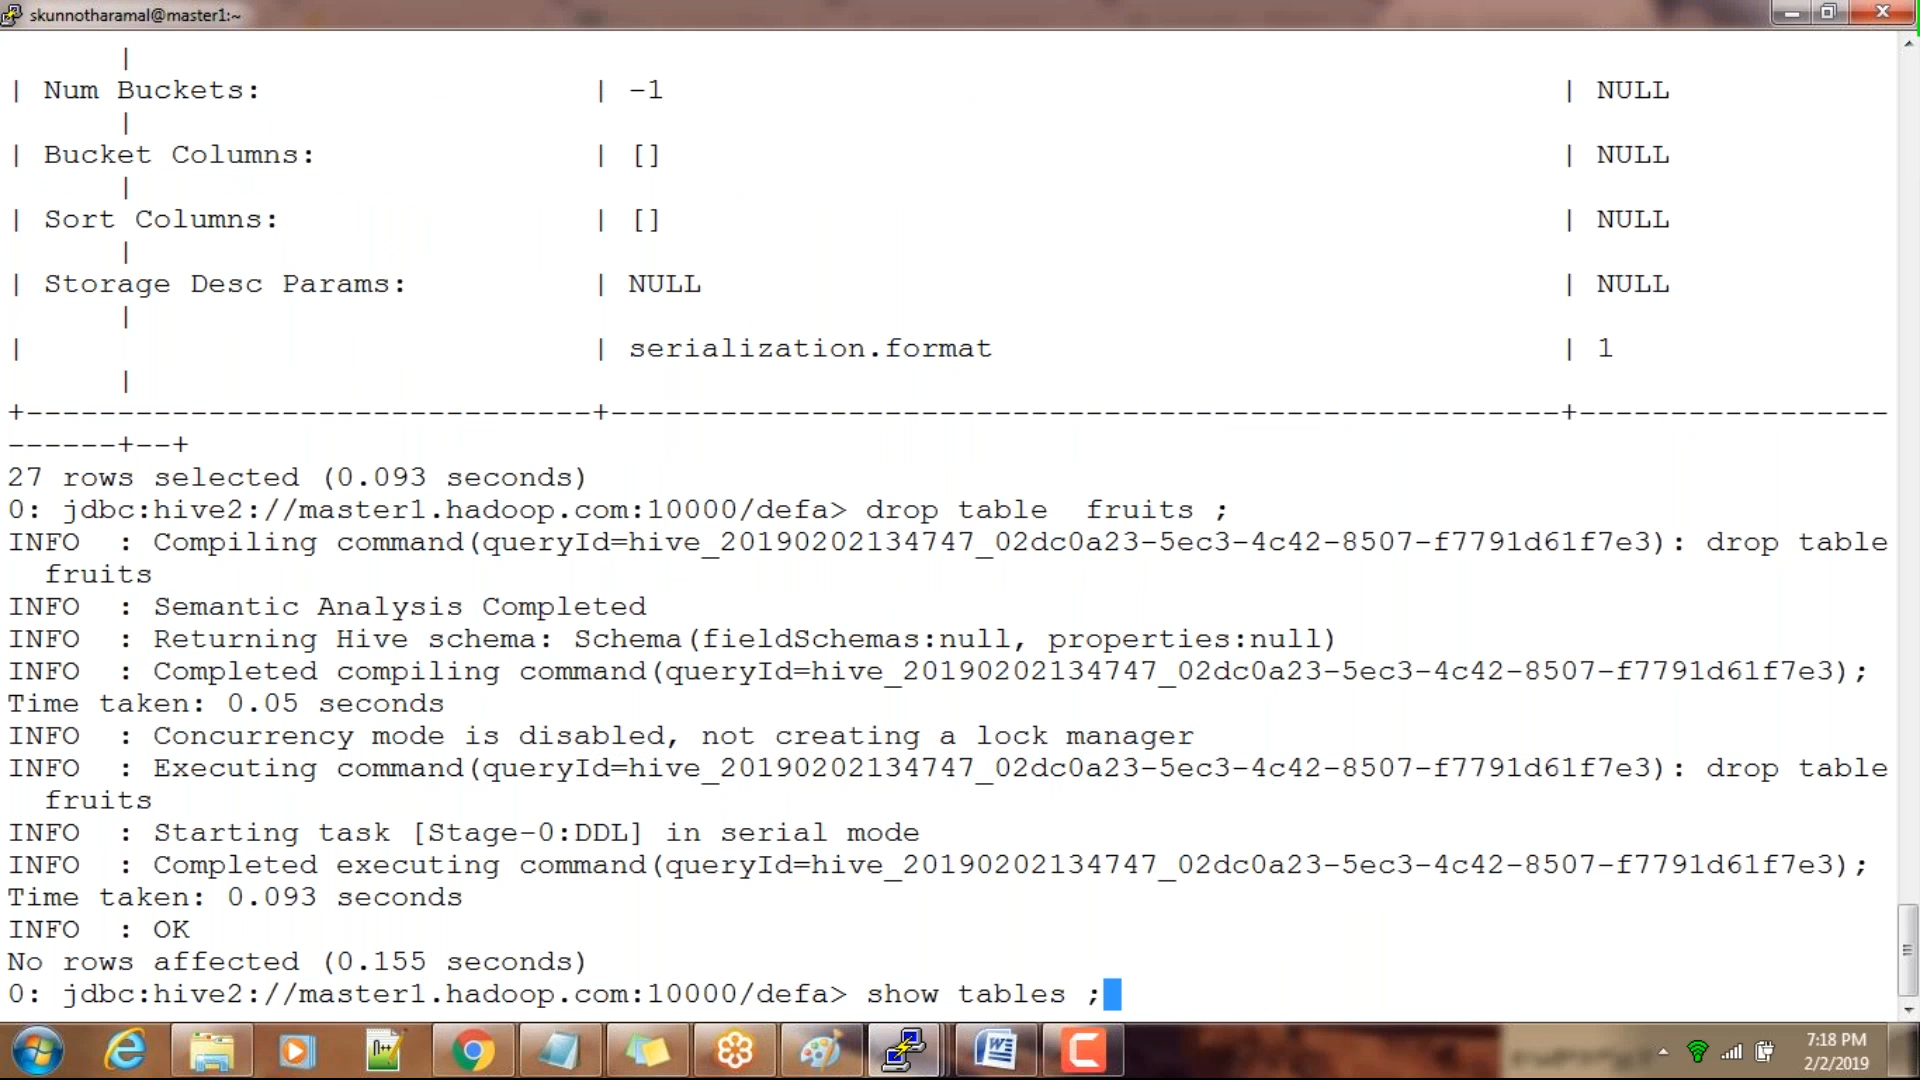 skunnotharamal@master1:~
|
| Num Buckets: | -1 | NULL
|
| Bucket Columns: | [] | NULL
|
| Sort Columns: | [] | NULL
|
| Storage Desc Params: | NULL | NULL
|
| | serialization.format | 1
|
+-------------------------------+----------------------------------------------------+-----------------
------+--+
27 rows selected (0.093 seconds)
0: jdbc:hive2://master1.hadoop.com:10000/defa> drop table  fruits ;
INFO  : Compiling command(queryId=hive_20190202134747_02dc0a23-5ec3-4c42-8507-f7791d61f7e3): drop table
  fruits
INFO  : Semantic Analysis Completed
INFO  : Returning Hive schema: Schema(fieldSchemas:null, properties:null)
INFO  : Completed compiling command(queryId=hive_20190202134747_02dc0a23-5ec3-4c42-8507-f7791d61f7e3);
Time taken: 0.05 seconds
INFO  : Concurrency mode is disabled, not creating a lock manager
INFO  : Executing command(queryId=hive_20190202134747_02dc0a23-5ec3-4c42-8507-f7791d61f7e3): drop table
  fruits
INFO  : Starting task [Stage-0:DDL] in serial mode
INFO  : Completed executing command(queryId=hive_20190202134747_02dc0a23-5ec3-4c42-8507-f7791d61f7e3);
Time taken: 0.093 seconds
INFO  : OK
No rows affected (0.155 seconds)
0: jdbc:hive2://master1.hadoop.com:10000/defa> show tables ;
7:18 PM
2/2/2019